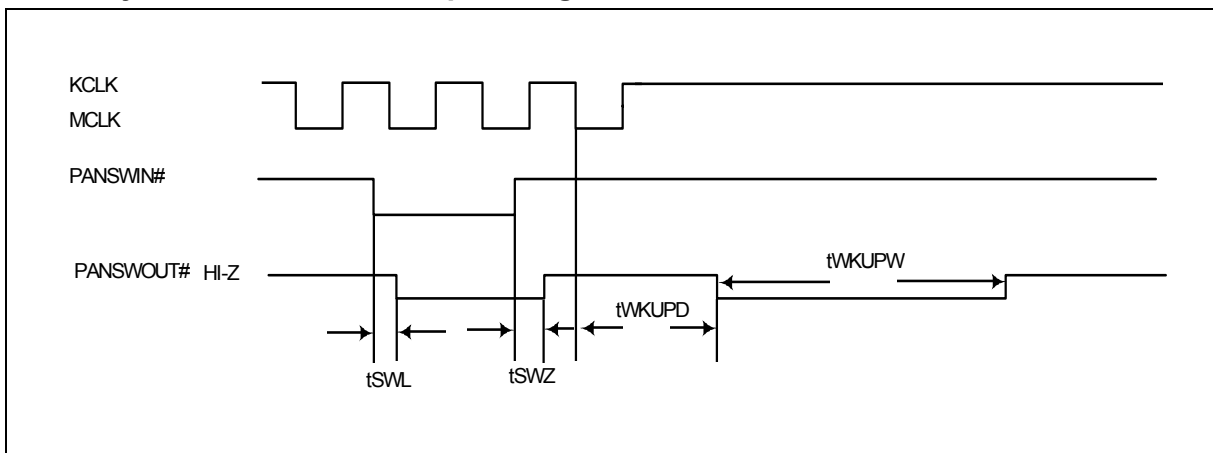 KCLK
MCLK
PANSWIN#
PANSWOUT# HI-Z
tWKUPW
tWKUPD
tSWL
tSWZ